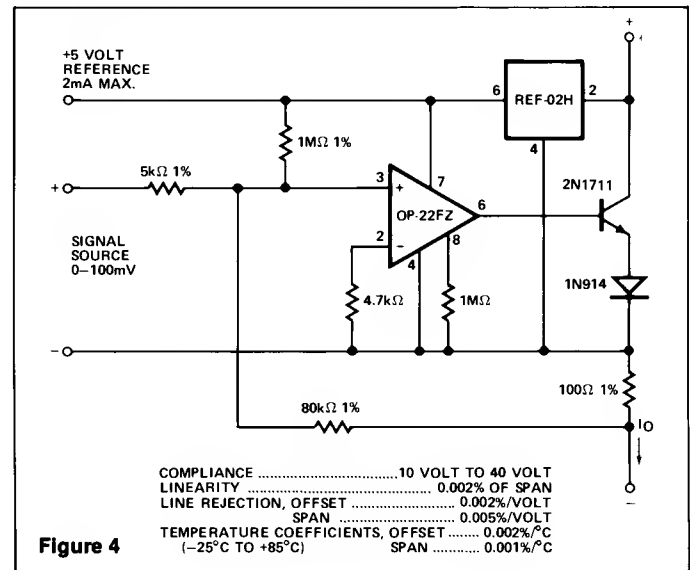 +5 VOLT
REFERENCE
2mA MAX.
+
6
REF-02H
2
4
1MΩ 1%
5kΩ 1%
+
3
+
7
2N1711
OP-22FZ
6
2
−
8
4
SIGNAL
SOURCE
0–100mV
1N914
4.7kΩ
1MΩ
−
100Ω 1%
80kΩ 1%
IO
−
COMPLIANCE ................................ 10 VOLT TO 40 VOLT
LINEARITY ........................................ 0.002% OF SPAN
LINE REJECTION, OFFSET ................ 0.002%/VOLT
SPAN ................... 0.005%/VOLT
TEMPERATURE COEFFICIENTS, OFFSET ....... 0.002%/°C
(−25°C TO +85°C) SPAN ........... 0.001%/°C
Figure 4